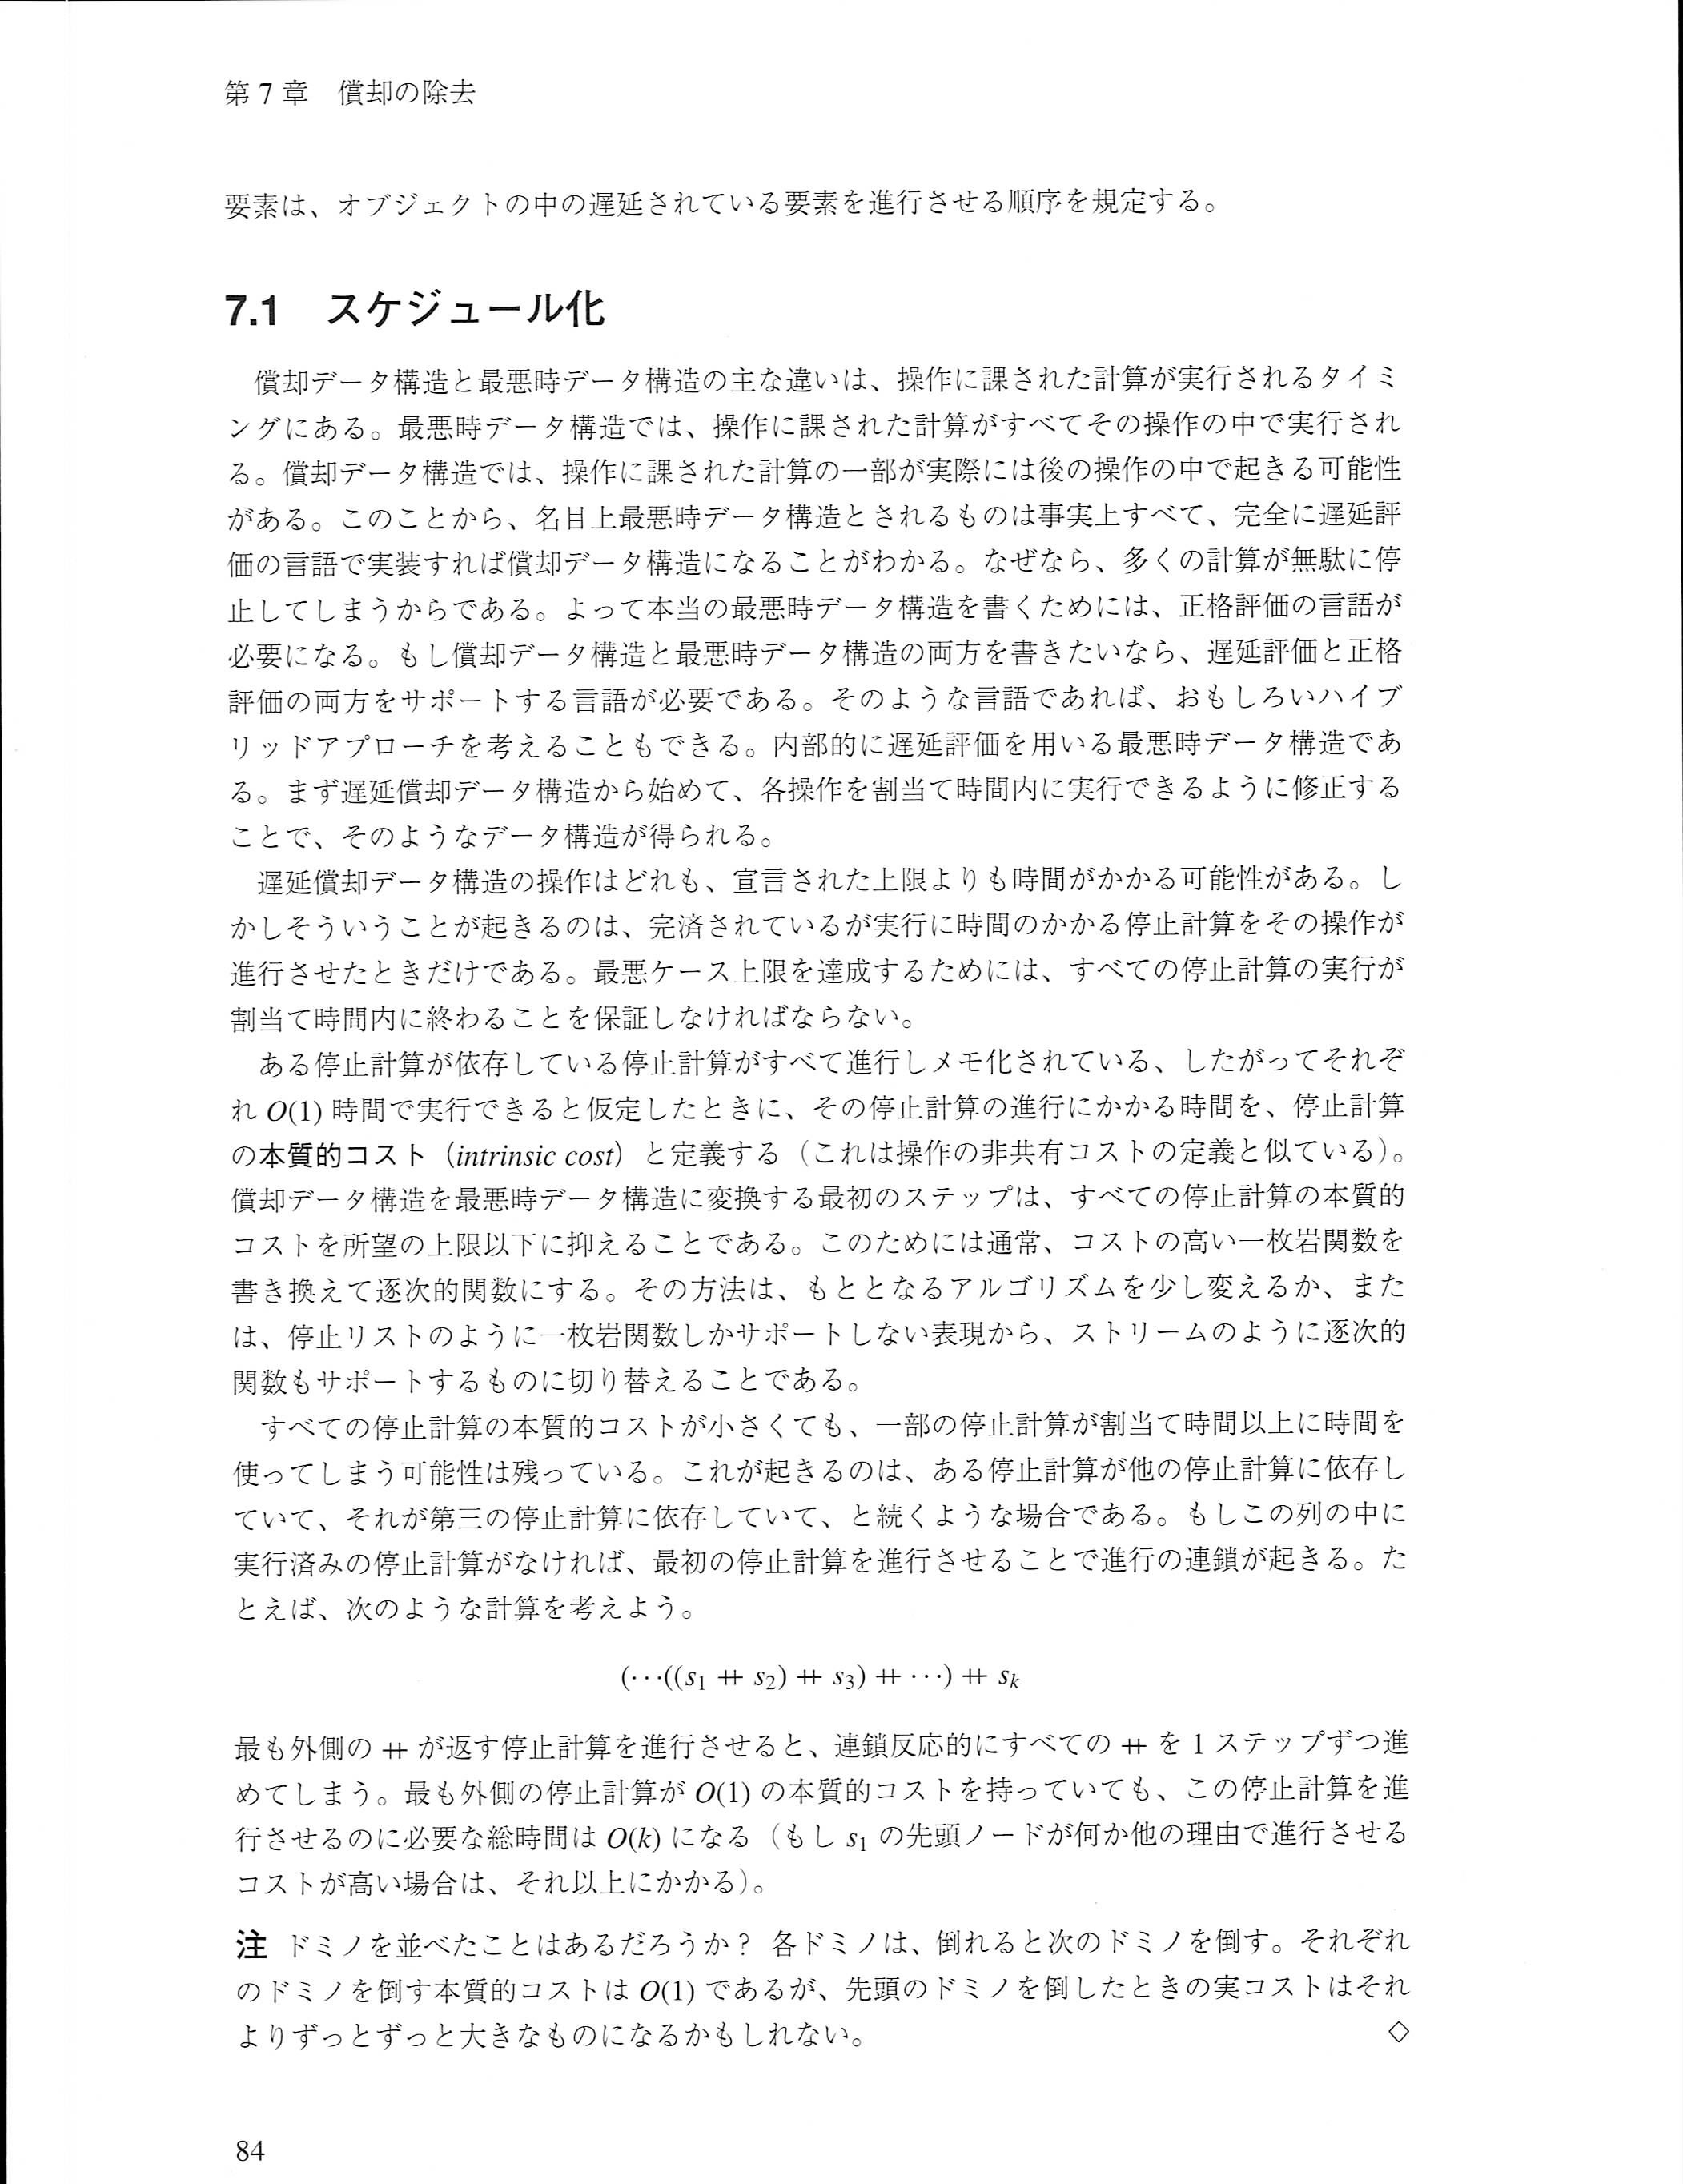 第 7 章　償却の除去
要素は、オブジェクトの中の遅延されている要素を進行させる順序を規定する。
7.1　スケジュール化
償却データ構造と最悪時データ構造の主な違いは、操作に課された計算が実行されるタイミ
ングにある。最悪時データ構造では、操作に課された計算がすべてその操作の中で実行され
る。償却データ構造では、操作に課された計算の一部が実際には後の操作の中で起きる可能性
がある。このことから、名目上最悪時データ構造とされるものは事実上すべて、完全に遅延評
価の言語で実装すれば償却データ構造になることがわかる。なぜなら、多くの計算が無駄に停
止してしまうからである。よって本当の最悪時データ構造を書くためには、正格評価の言語が
必要になる。もし償却データ構造と最悪時データ構造の両方を書きたいなら、遅延評価と正格
評価の両方をサポートする言語が必要である。そのような言語であれば、おもしろいハイブ
リッドアプローチを考えることもできる。内部的に遅延評価を用いる最悪時データ構造であ
る。まず遅延償却データ構造から始めて、各操作を割当て時間内に実行できるように修正する
ことで、そのようなデータ構造が得られる。
遅延償却データ構造の操作はどれも、宣言された上限よりも時間がかかる可能性がある。し
かしそういうことが起きるのは、完済されているが実行に時間のかかる停止計算をその操作が
進行させたときだけである。最悪ケース上限を達成するためには、すべての停止計算の実行が
割当て時間内に終わることを保証しなければならない。
ある停止計算が依存している停止計算がすべて進行しメモ化されている、したがってそれぞ
れ O(1) 時間で実行できると仮定したときに、その停止計算の進行にかかる時間を、停止計算
の本質的コスト（intrinsic cost）と定義する（これは操作の非共有コストの定義と似ている）。
償却データ構造を最悪時データ構造に変換する最初のステップは、すべての停止計算の本質的
コストを所望の上限以下に抑えることである。このためには通常、コストの高い一枚岩関数を
書き換えて逐次的関数にする。その方法は、もととなるアルゴリズムを少し変えるか、また
は、停止リストのように一枚岩関数しかサポートしない表現から、ストリームのように逐次的
関数もサポートするものに切り替えることである。
すべての停止計算の本質的コストが小さくても、一部の停止計算が割当て時間以上に時間を
使ってしまう可能性は残っている。これが起きるのは、ある停止計算が他の停止計算に依存し
ていて、それが第三の停止計算に依存していて、と続くような場合である。もしこの列の中に
実行済みの停止計算がなければ、最初の停止計算を進行させることで進行の連鎖が起きる。た
とえば、次のような計算を考えよう。
(⋯((s₁ ⧺ s₂) ⧺ s₃) ⧺ ⋯) ⧺ sₖ
最も外側の ⧺ が返す停止計算を進行させると、連鎖反応的にすべての ⧺ を 1 ステップずつ進
めてしまう。最も外側の停止計算が O(1) の本質的コストを持っていても、この停止計算を進
行させるのに必要な総時間は O(k) になる（もし s₁ の先頭ノードが何か他の理由で進行させる
コストが高い場合は、それ以上にかかる）。
注 ドミノを並べたことはあるだろうか？ 各ドミノは、倒れると次のドミノを倒す。それぞれ
のドミノを倒す本質的コストは O(1) であるが、先頭のドミノを倒したときの実コストはそれ
よりずっとずっと大きなものになるかもしれない。 ◇
84